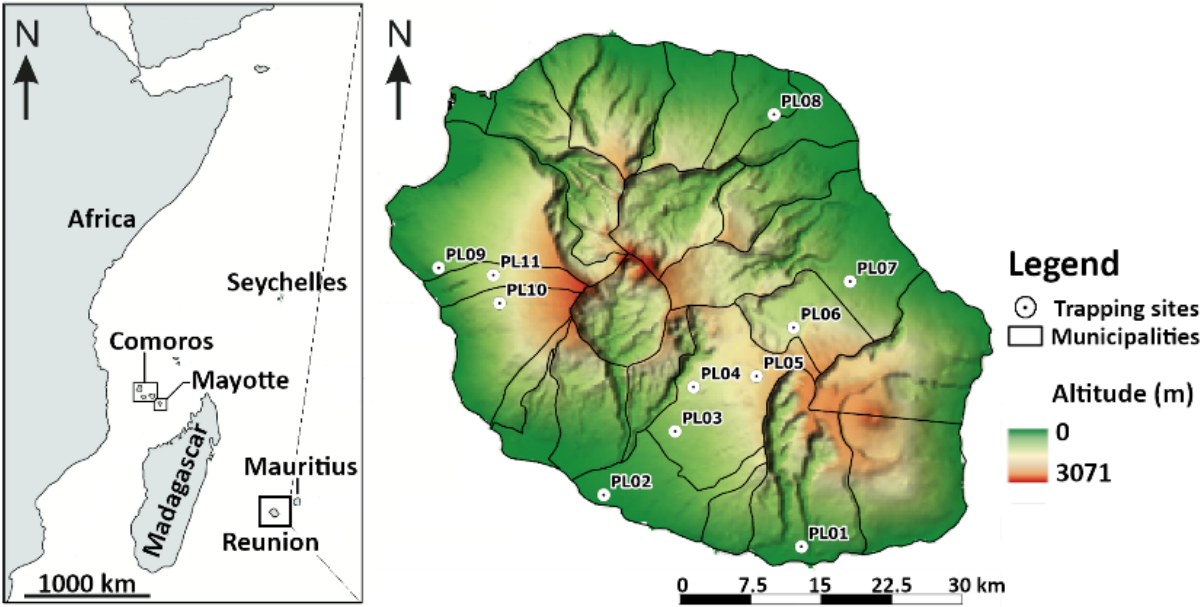 N
Africa
Seychelles
Comoros
Mayotte
Madagascar
Mauritius
Reunion
1000 km
N
PL08
PL09
PL11
PL10
PL07
PL06
PL05
PL04
PL03
PL02
PL01
0 7.5 15 22.5 30 km
Legend
Trapping sites
Municipalities
Altitude (m)
0
3071